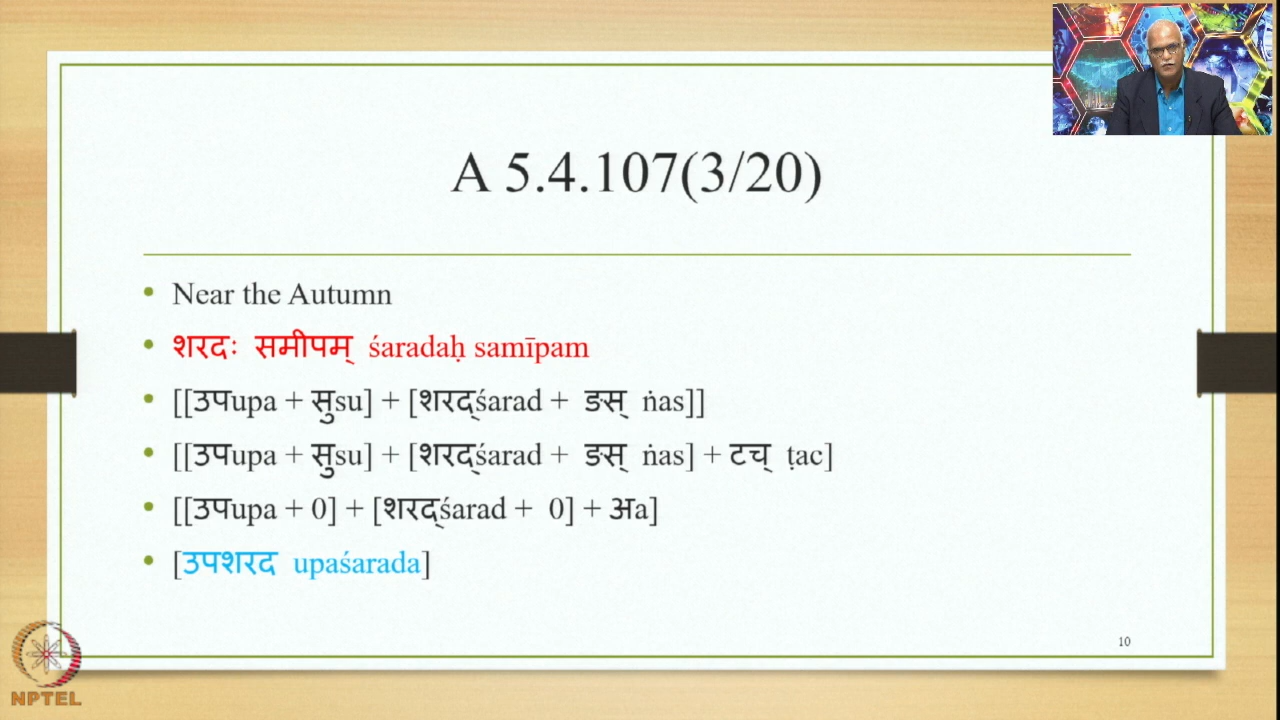 A 5.4.107(3/20)
• Near the Autumn
• शरदः समीपम् śaradaḥ samīpam
• [[उपupa + सुsu] + [शरद्śarad + ङस् ṅas]]
• [[उपupa + सुsu] + [शरद्śarad + ङस् ṅas] + टच् ṭac]
• [[उपupa + 0] + [शरद्śarad + 0] + अa]
• [उपशरद upaśarada]
10
NPTEL